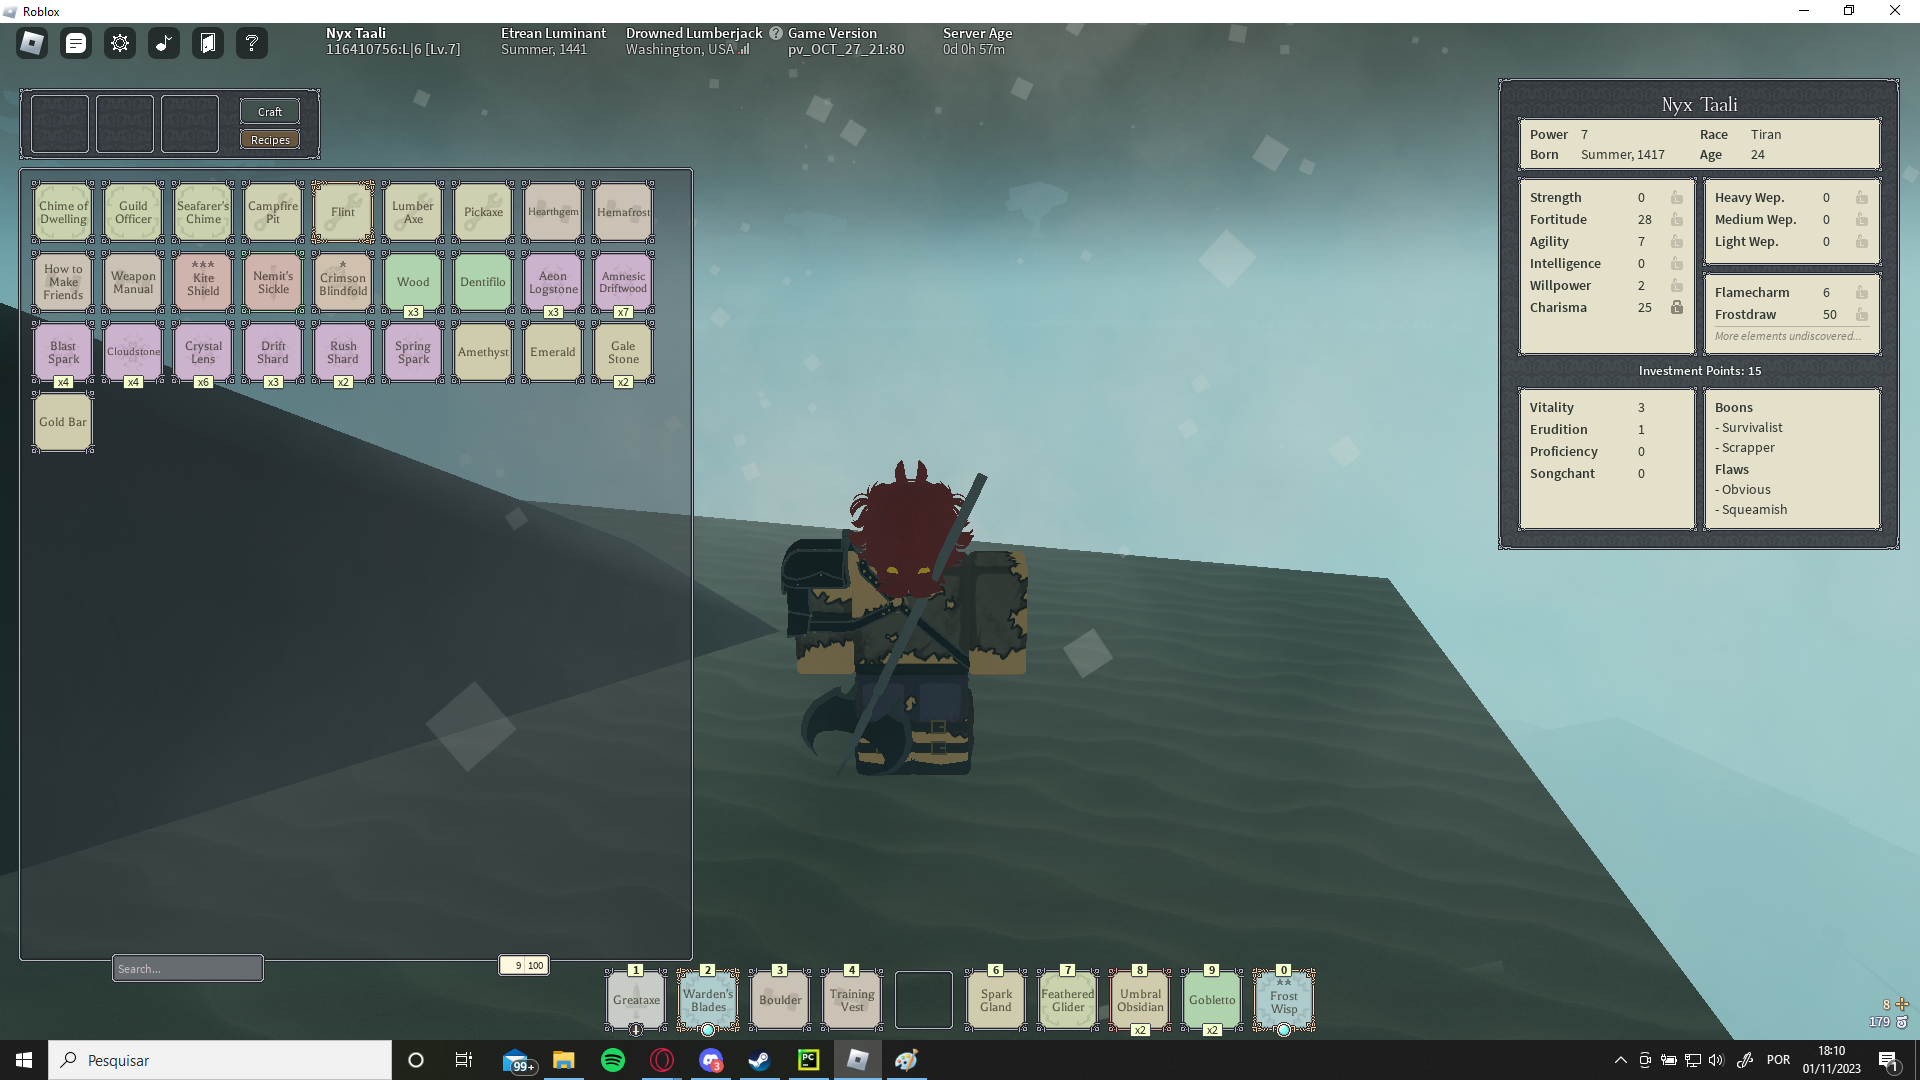 Roblox
Nyx Taali
116410756:L|6 [Lv.7]
Etrean Luminant
Summer, 1441
Drowned Lumberjack ?
Washington, USA
Game Version
pv_OCT_27_21:80
Server Age
0d 0h 57m
Craft
Recipes
Chime of Dwelling
Guild Officer
Seafarer's Chime
Campfire Pit
Flint
Lumber Axe
Pickaxe
Hearthgem
Hemafrost
How to Make Friends
Weapon Manual
*** Kite Shield
Nemit's Sickle
* Crimson Blindfold
Wood x3
Dentifilo
Aeon Logstone x3
Amnesic Driftwood x7
Blast Spark x4
Cloudstone x4
Crystal Lens x6
Drift Shard x3
Rush Shard x2
Spring Spark
Amethyst
Emerald
Gale Stone x2
Gold Bar
Search...
9 100
Nyx Taali
Power 7 Race Tiran
Born Summer, 1417 Age 24
Strength 0
Fortitude 28
Agility 7
Intelligence 0
Willpower 2
Charisma 25
Heavy Wep. 0
Medium Wep. 0
Light Wep. 0
Flamecharm 6
Frostdraw 50
More elements undiscovered...
Investment Points: 15
Vitality 3
Erudition 1
Proficiency 0
Songchant 0
Boons
- Survivalist
- Scrapper
Flaws
- Obvious
- Squeamish
1 Greataxe
2 Warden's Blades
3 Boulder
4 Training Vest
6 Spark Gland
7 Feathered Glider
8 Umbral Obsidian x2
9 Gobletto x2
0 ** Frost Wisp
8
179
Pesquisar
99+
3
PC
POR
18:10
01/11/2023
1